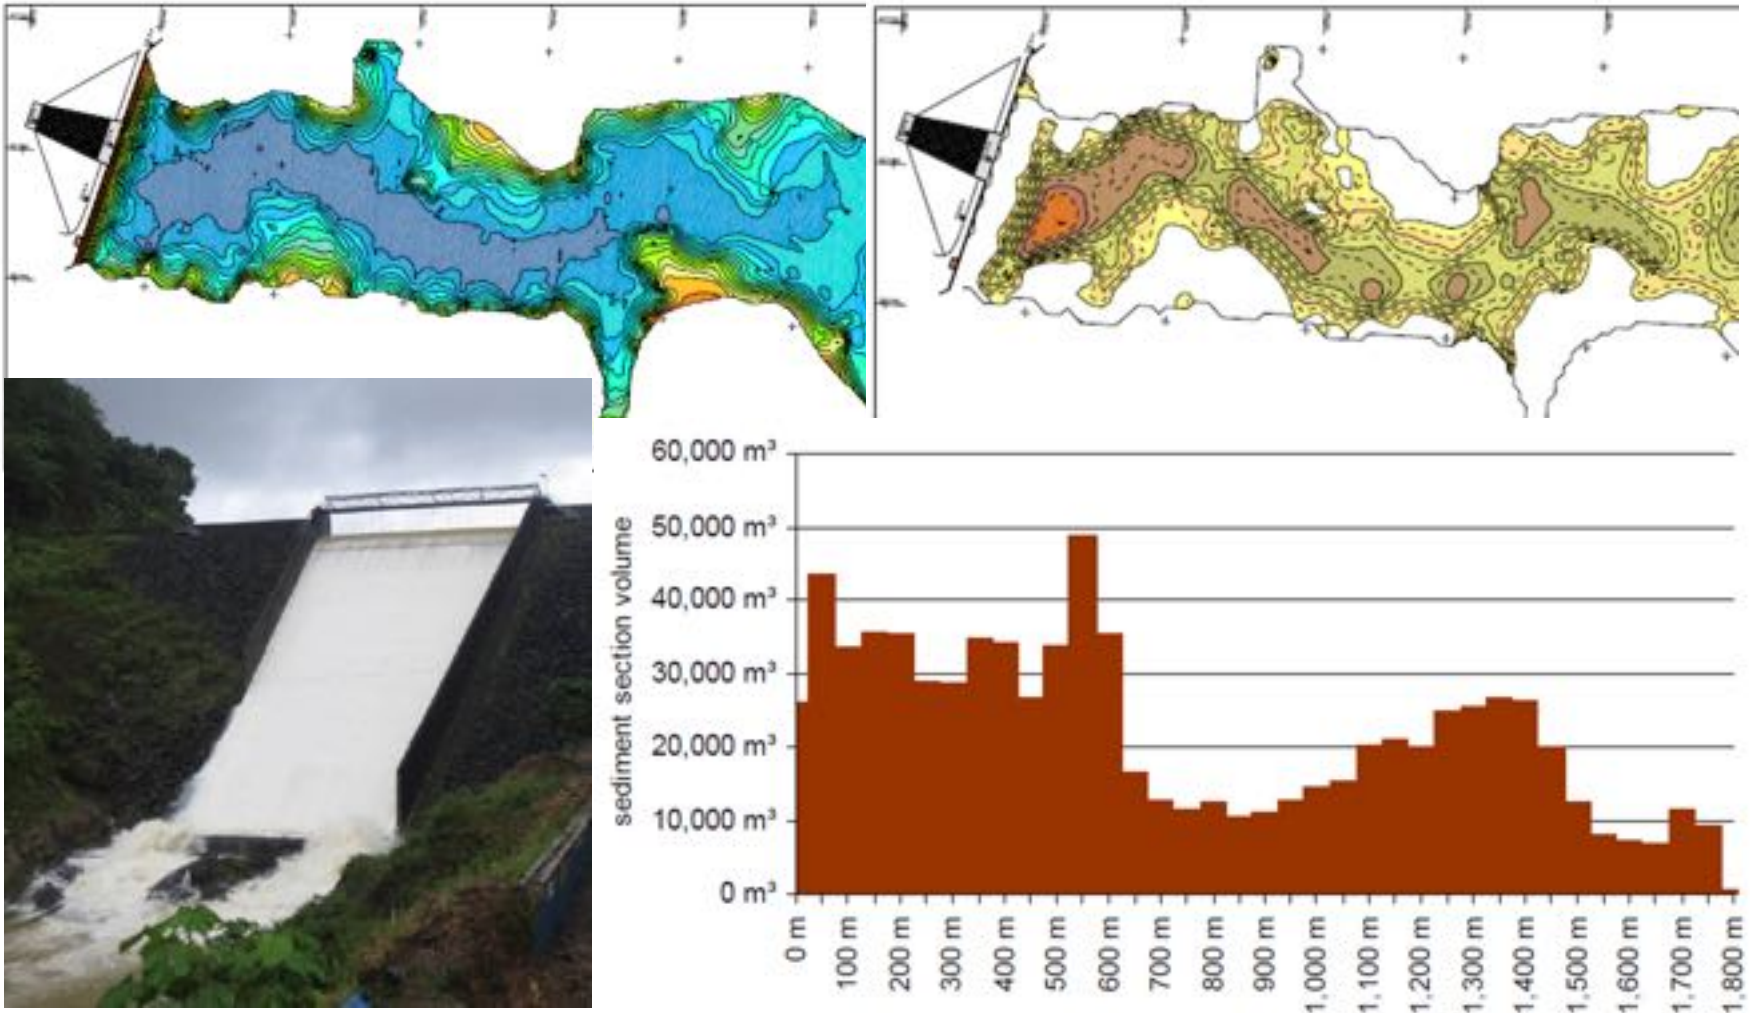 sediment section volume
60,000 m³
50,000 m³
40,000 m³
30,000 m³
20,000 m³
10,000 m³
0 m³
0 m
100 m
200 m
300 m
400 m
500 m
600 m
700 m
800 m
900 m
1,000 m
1,100 m
1,200 m
1,300 m
1,400 m
1,500 m
1,600 m
1,700 m
1,800 m